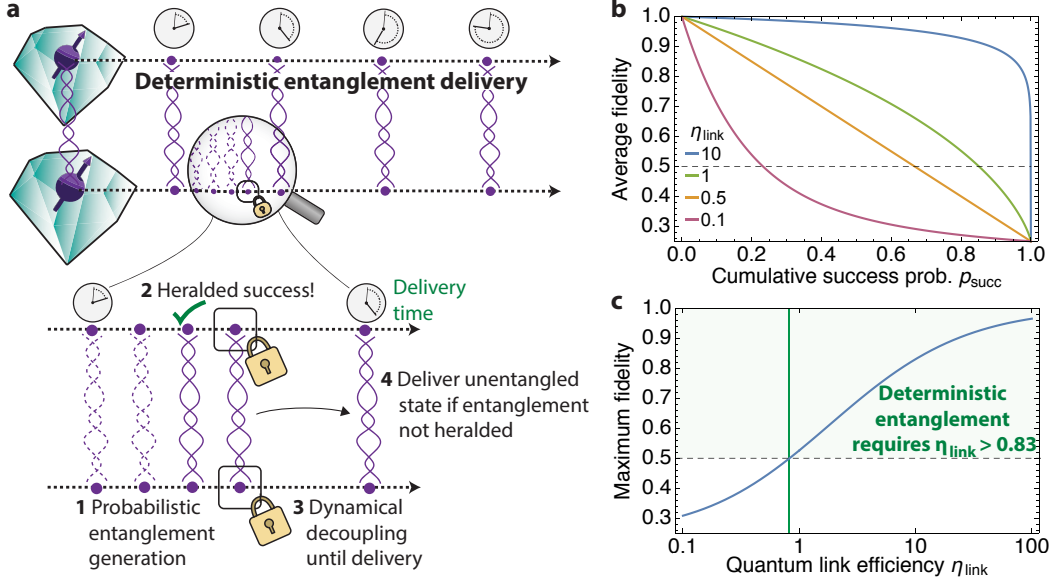 a
Deterministic entanglement delivery
2 Heralded success!
Delivery
time
4 Deliver unentangled
state if entanglement
not heralded
1 Probabilistic
entanglement
generation
3 Dynamical
decoupling
until delivery
b
1.0
0.9
0.8
0.7
0.6
0.5
0.4
0.3
Average fidelity
ηlink
10
1
0.5
0.1
0.0 0.2 0.4 0.6 0.8 1.0
Cumulative success prob. psucc
c
1.0
0.9
0.8
0.7
0.6
0.5
0.4
0.3
Maximum fidelity
Deterministic
entanglement
requires ηlink > 0.83
0.1 1 10 100
Quantum link efficiency ηlink